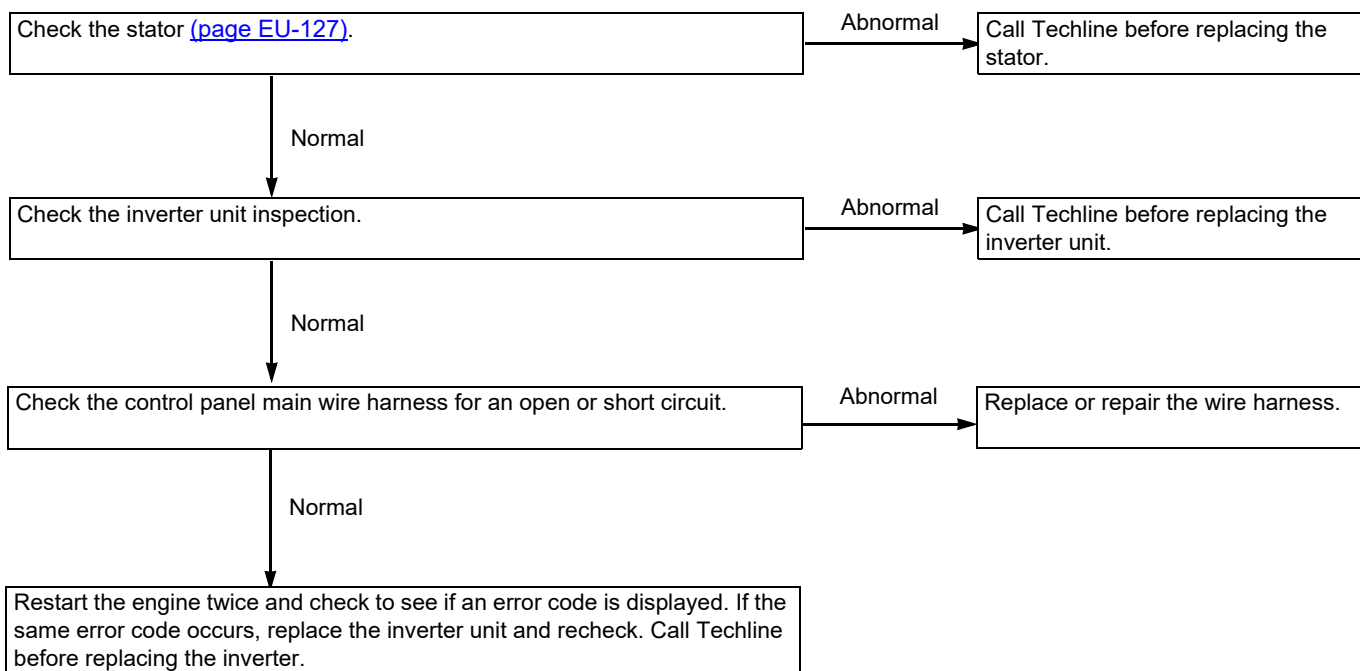 Check the stator (page EU-127).
Abnormal
Call Techline before replacing the
stator.
Normal
Check the inverter unit inspection.
Abnormal
Call Techline before replacing the
inverter unit.
Normal
Check the control panel main wire harness for an open or short circuit.
Abnormal
Replace or repair the wire harness.
Normal
Restart the engine twice and check to see if an error code is displayed. If the
same error code occurs, replace the inverter unit and recheck. Call Techline
before replacing the inverter.